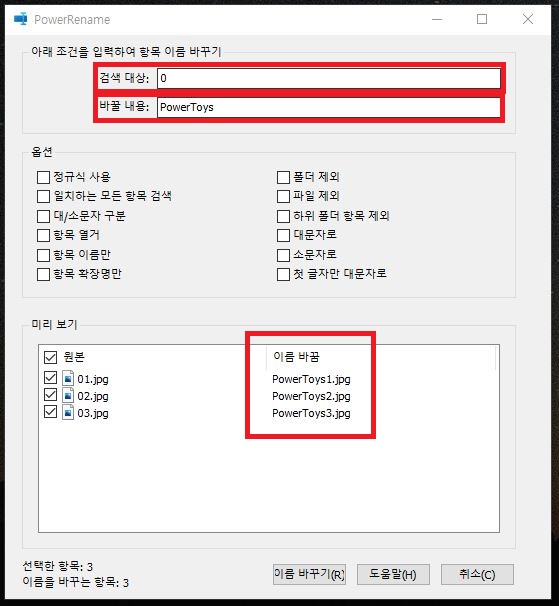 PowerRename
아래 조건을 입력하여 항목 이름 바꾸기
검색 대상: 0
바꿀 내용: PowerToys
옵션
정규식 사용 폴더 제외
일치하는 모든 항목 검색 파일 제외
대/소문자 구분 하위 폴더 항목 제외
항목 열거 대문자로
항목 이름만 소문자로
항목 확장명만 첫 글자만 대문자로
미리 보기
원본 이름 바꿈
01.jpg PowerToys1.jpg
02.jpg PowerToys2.jpg
03.jpg PowerToys3.jpg
선택한 항목: 3
이름을 바꾸는 항목: 3
이름 바꾸기(R) 도움말(H) 취소(C)